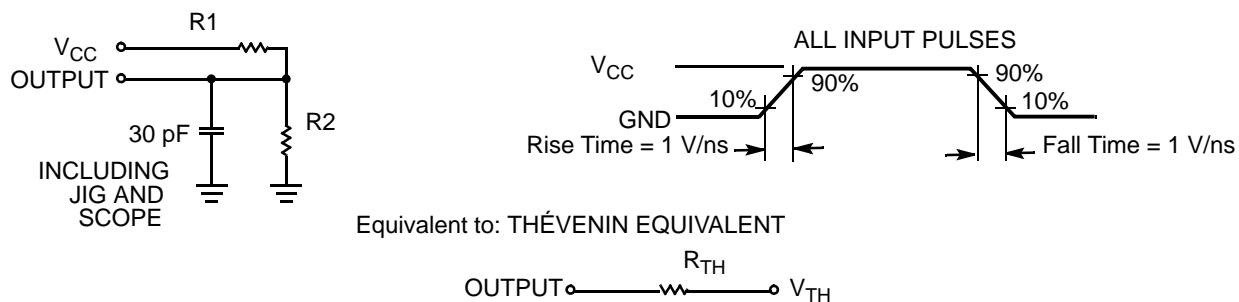 R1
VCC
OUTPUT
30 pF
R2
INCLUDING
JIG AND
SCOPE
ALL INPUT PULSES
VCC
GND
10%
90%
90%
10%
Rise Time = 1 V/ns
Fall Time = 1 V/ns
Equivalent to: THÉVENIN EQUIVALENT
RTH
OUTPUT
VTH